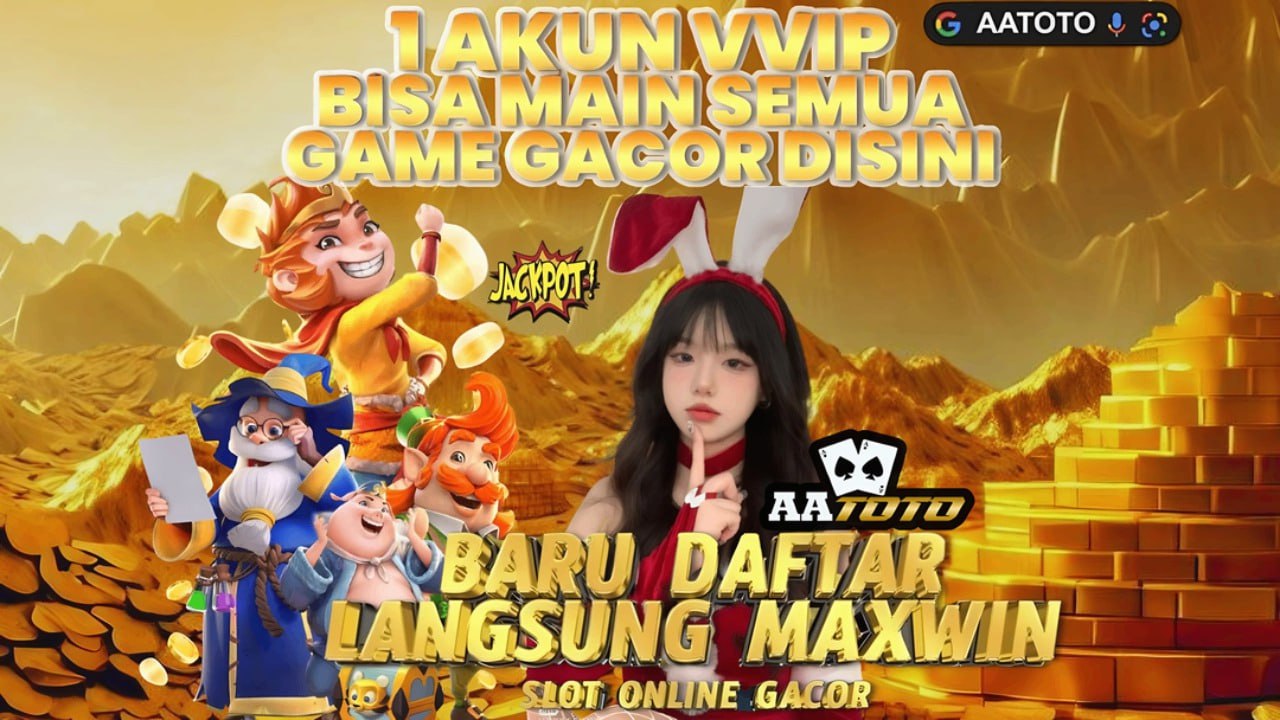 1 AKUN VVIP
AATOTO
BISA MAIN SEMUA
GAME GACOR DISINI
JACKPOT!
AATOTO
BARU DAFTAR
LANGSUNG MAXWIN
SLOT ONLINE GACOR